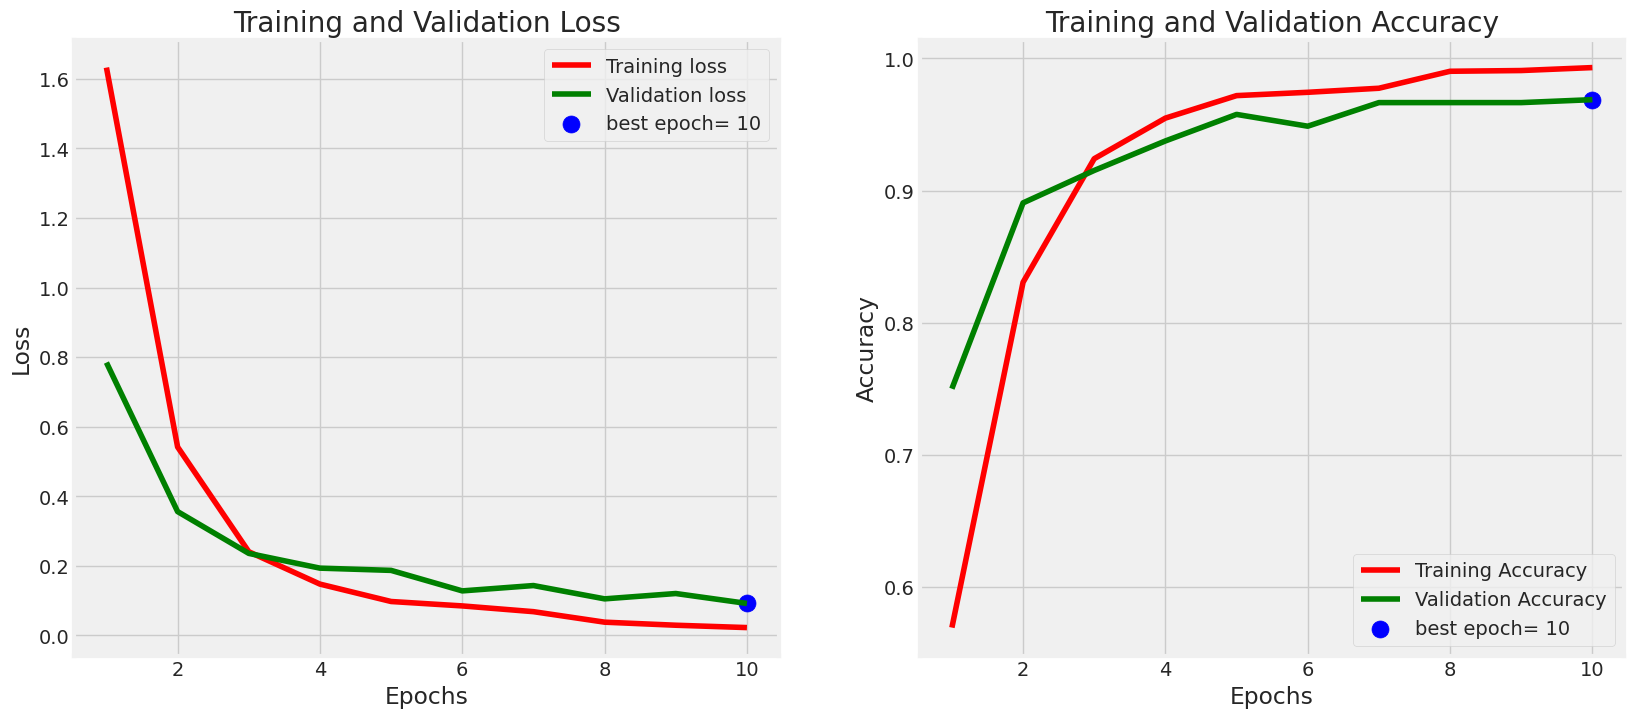 Training and Validation Loss
Training loss
Validation loss
best epoch= 10
1.6
1.4
1.2
1.0
0.8
0.6
0.4
0.2
0.0
Loss
2 4 6 8 10
Epochs
Training and Validation Accuracy
1.0
0.9
0.8
0.7
0.6
Accuracy
Training Accuracy
Validation Accuracy
best epoch= 10
2 4 6 8 10
Epochs